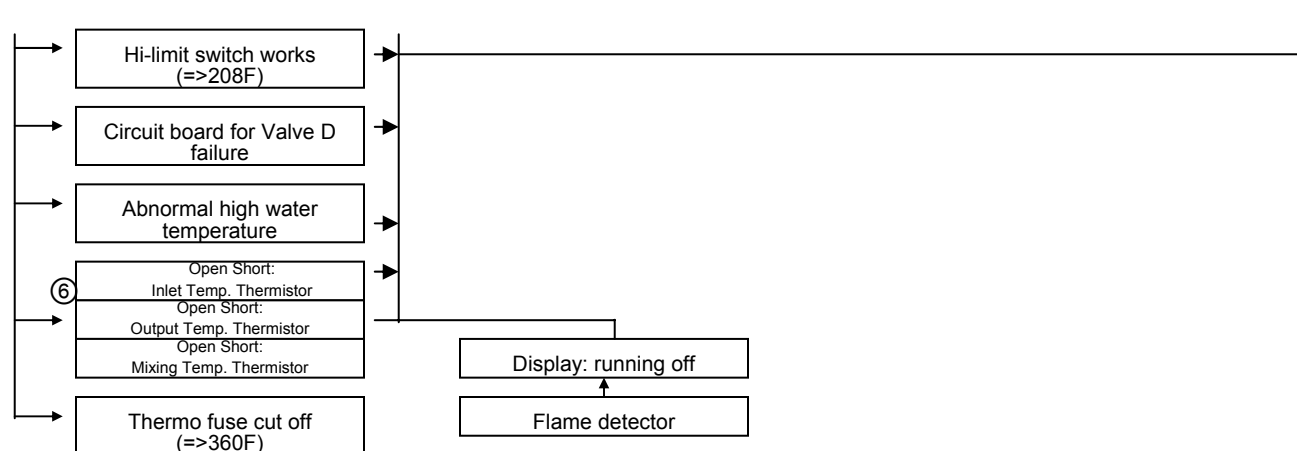 Hi-limit switch works
(=>208F)
Circuit board for Valve D
failure
Abnormal high water
temperature
⑥
Open Short:
Inlet Temp. Thermistor
Open Short:
Output Temp. Thermistor
Open Short:
Mixing Temp. Thermistor
Display: running off
Flame detector
Thermo fuse cut off
(=>360F)